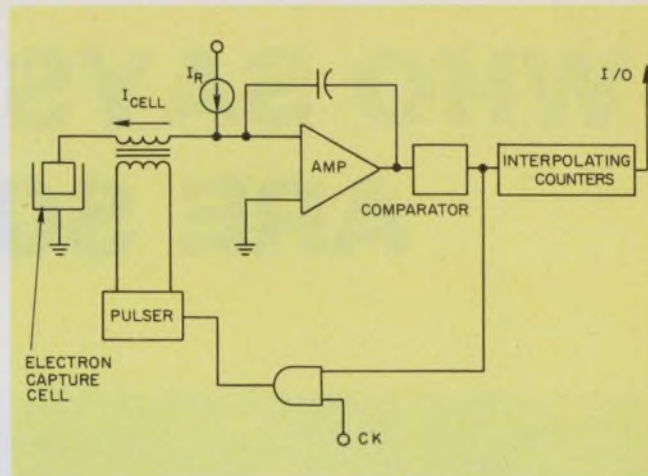 I/O
I_R
I_CELL
AMP
COMPARATOR
INTERPOLATING
COUNTERS
PULSER
ELECTRON
CAPTURE
CELL
CK